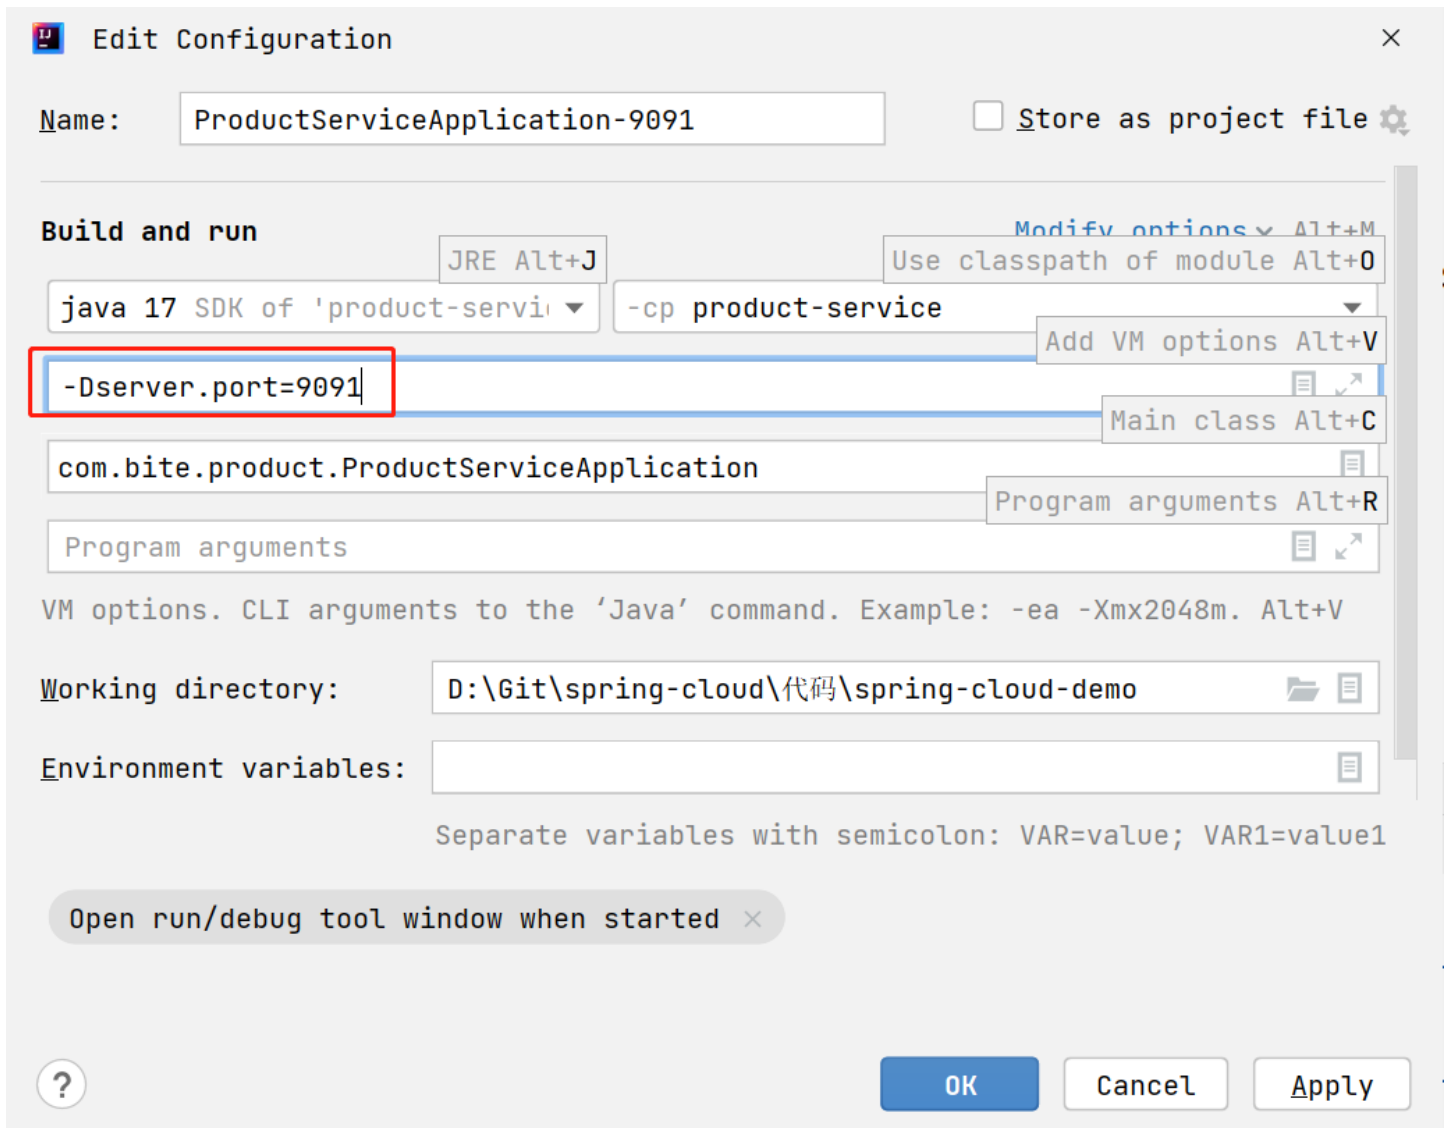 Edit Configuration
Name: ProductServiceApplication-9091 Store as project file
Build and run Modify options Alt+M
JRE Alt+J Use classpath of module Alt+O
java 17 SDK of 'product-servi -cp product-service
Add VM options Alt+V
-Dserver.port=9091
Main class Alt+C
com.bite.product.ProductServiceApplication
Program arguments Alt+R
Program arguments
VM options. CLI arguments to the ‘Java’ command. Example: -ea -Xmx2048m. Alt+V
Working directory: D:\Git\spring-cloud\代码\spring-cloud-demo
Environment variables:
Separate variables with semicolon: VAR=value; VAR1=value1
Open run/debug tool window when started
? OK Cancel Apply